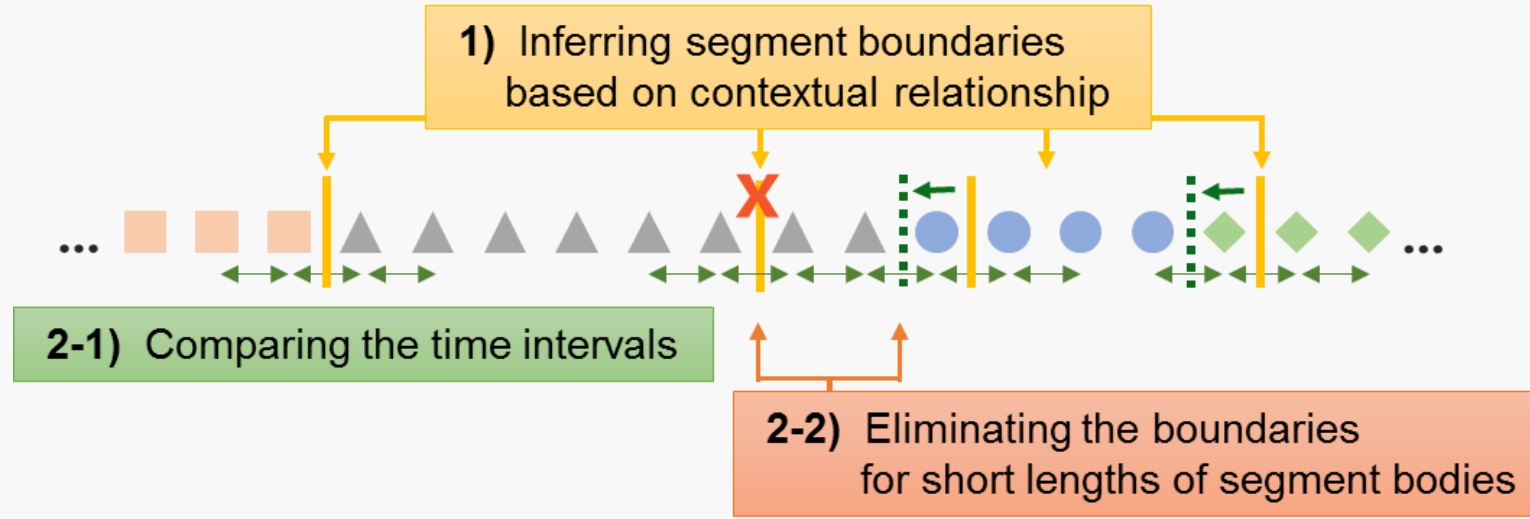 1) Inferring segment boundaries
based on contextual relationship
...
X
...
2-1) Comparing the time intervals
2-2) Eliminating the boundaries
for short lengths of segment bodies